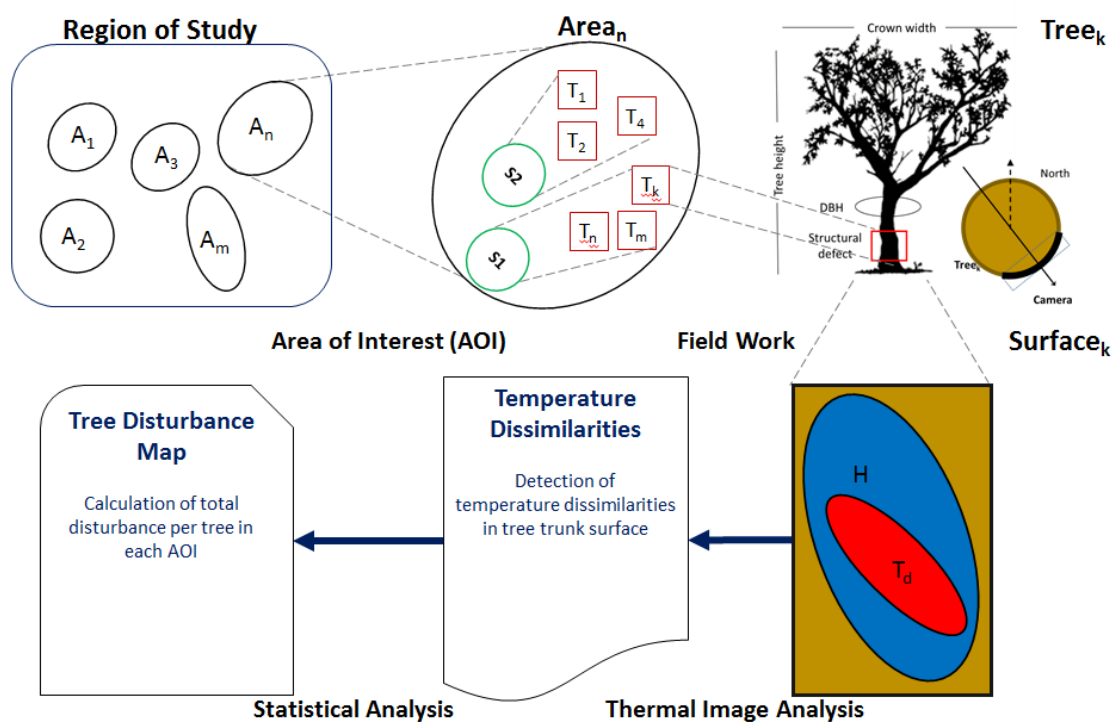 Region of Study
A1
A2
A3
An
Am
Arean
T1
T2
T4
Tk
Tn
Tm
S2
S1
Treek
Crown width
Tree height
DBH
Structural
defect
North
Treek
Camera
Area of Interest (AOI)
Field Work
Surfacek
Tree Disturbance
Map
Calculation of total
disturbance per tree in
each AOI
Temperature
Dissimilarities
Detection of
temperature dissimilarities
in tree trunk surface
H
Td
Statistical Analysis
Thermal Image Analysis